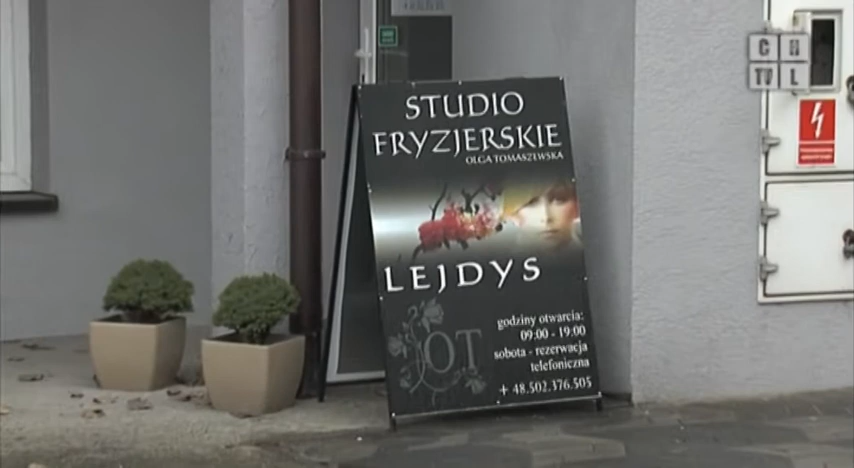 STUDIO
FRYZJERSKIE
OLGA TOMASZEWSKA
LEJDYS
OT
godziny otwarcia:
09:00 - 19:00
sobota - rezerwacja
telefoniczna
+ 48.502.376.505
C H
TV L